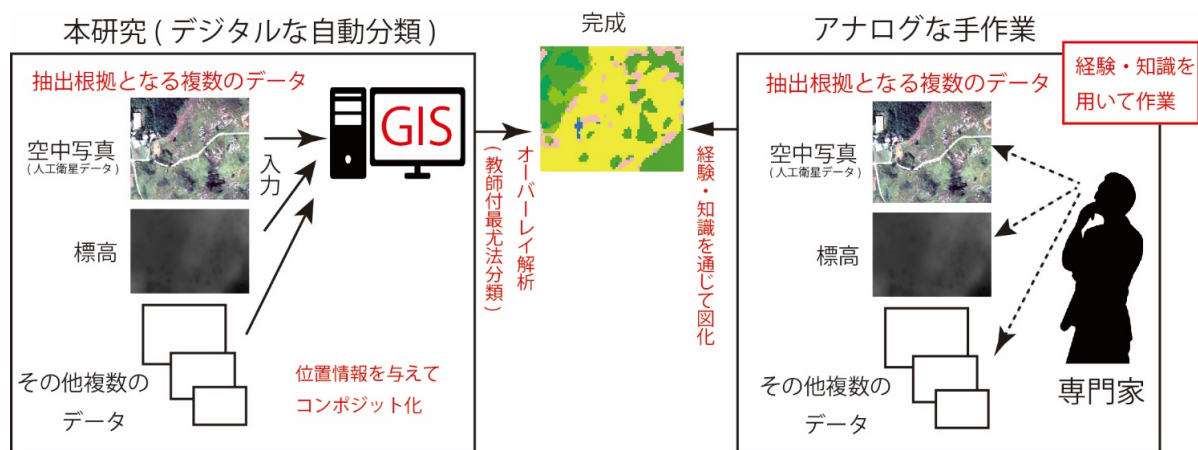 本研究 ( デジタルな自動分類 )
抽出根拠となる複数のデータ
空中写真
( 人工衛星データ )
入力
標高
その他複数の
データ
GIS
位置情報を与えて
コンポジット化
オーバーレイ解析
( 教師付最尤法分類 )
完成
経験・知識を通じて図化
アナログな手作業
経験・知識を
用いて作業
抽出根拠となる複数のデータ
空中写真
( 人工衛星データ )
標高
その他複数の
データ
専門家